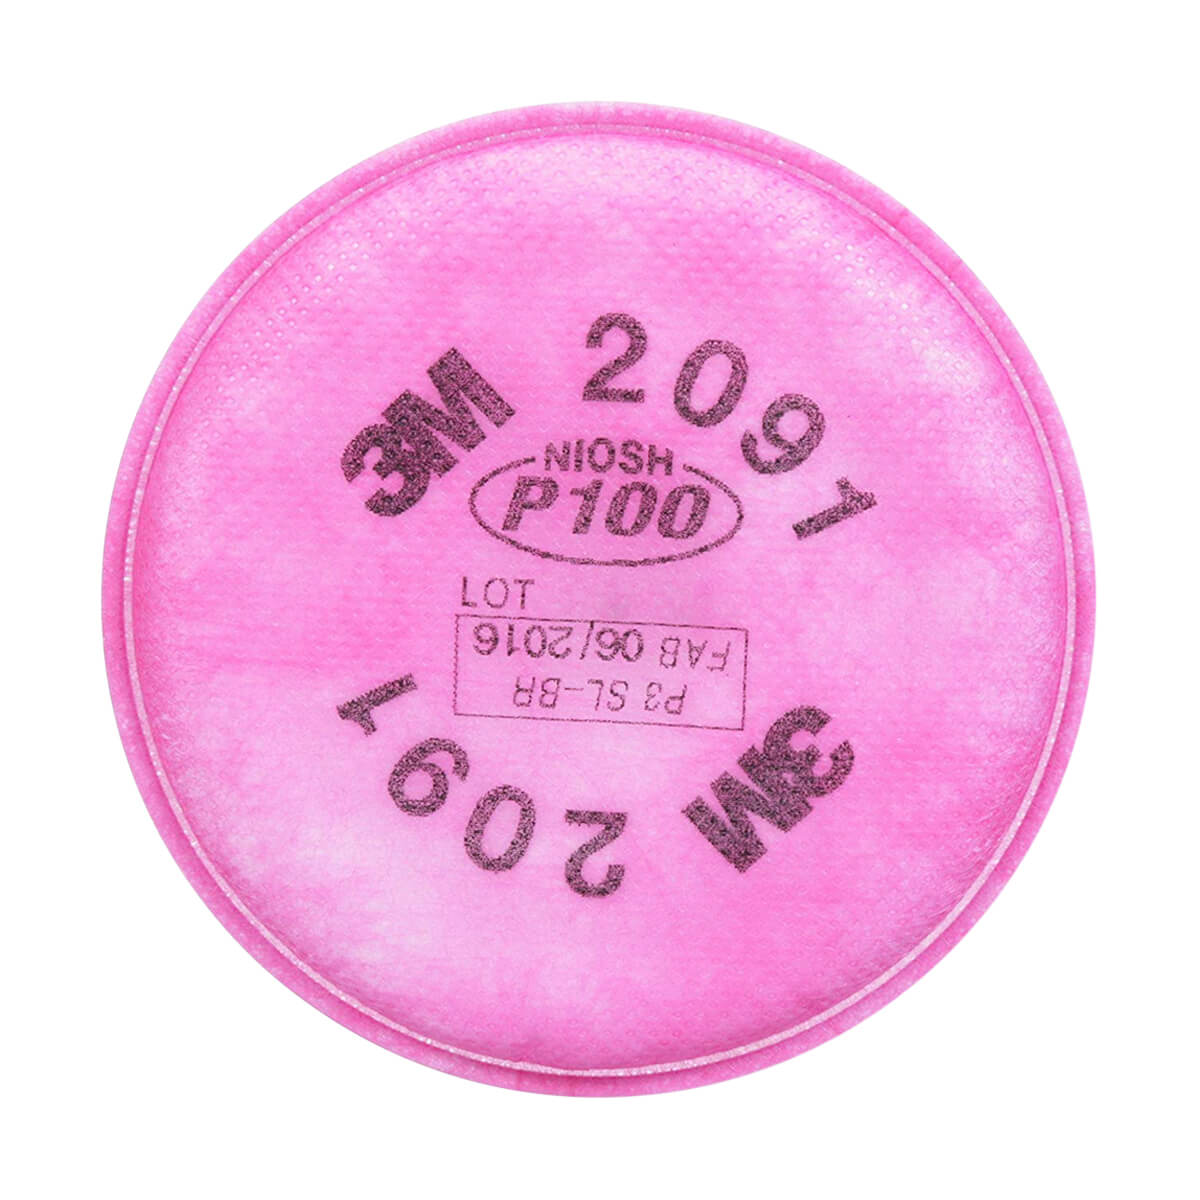 3M 2091
NIOSH
P100
LOT
FAB 06/2016
P3 SL-BR
3M 2091